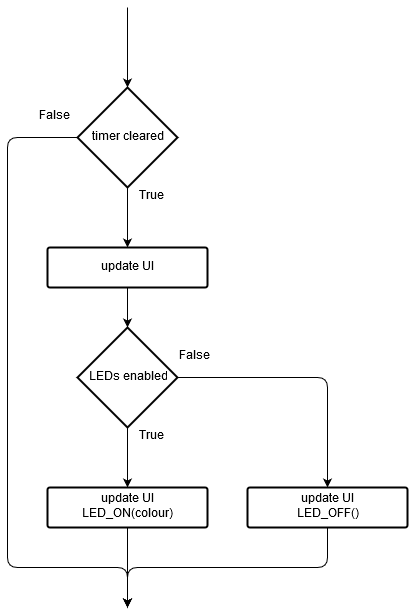 False
timer cleared
True
update UI
False
LEDs enabled
True
update UI
LED_ON(colour)
update UI
LED_OFF()